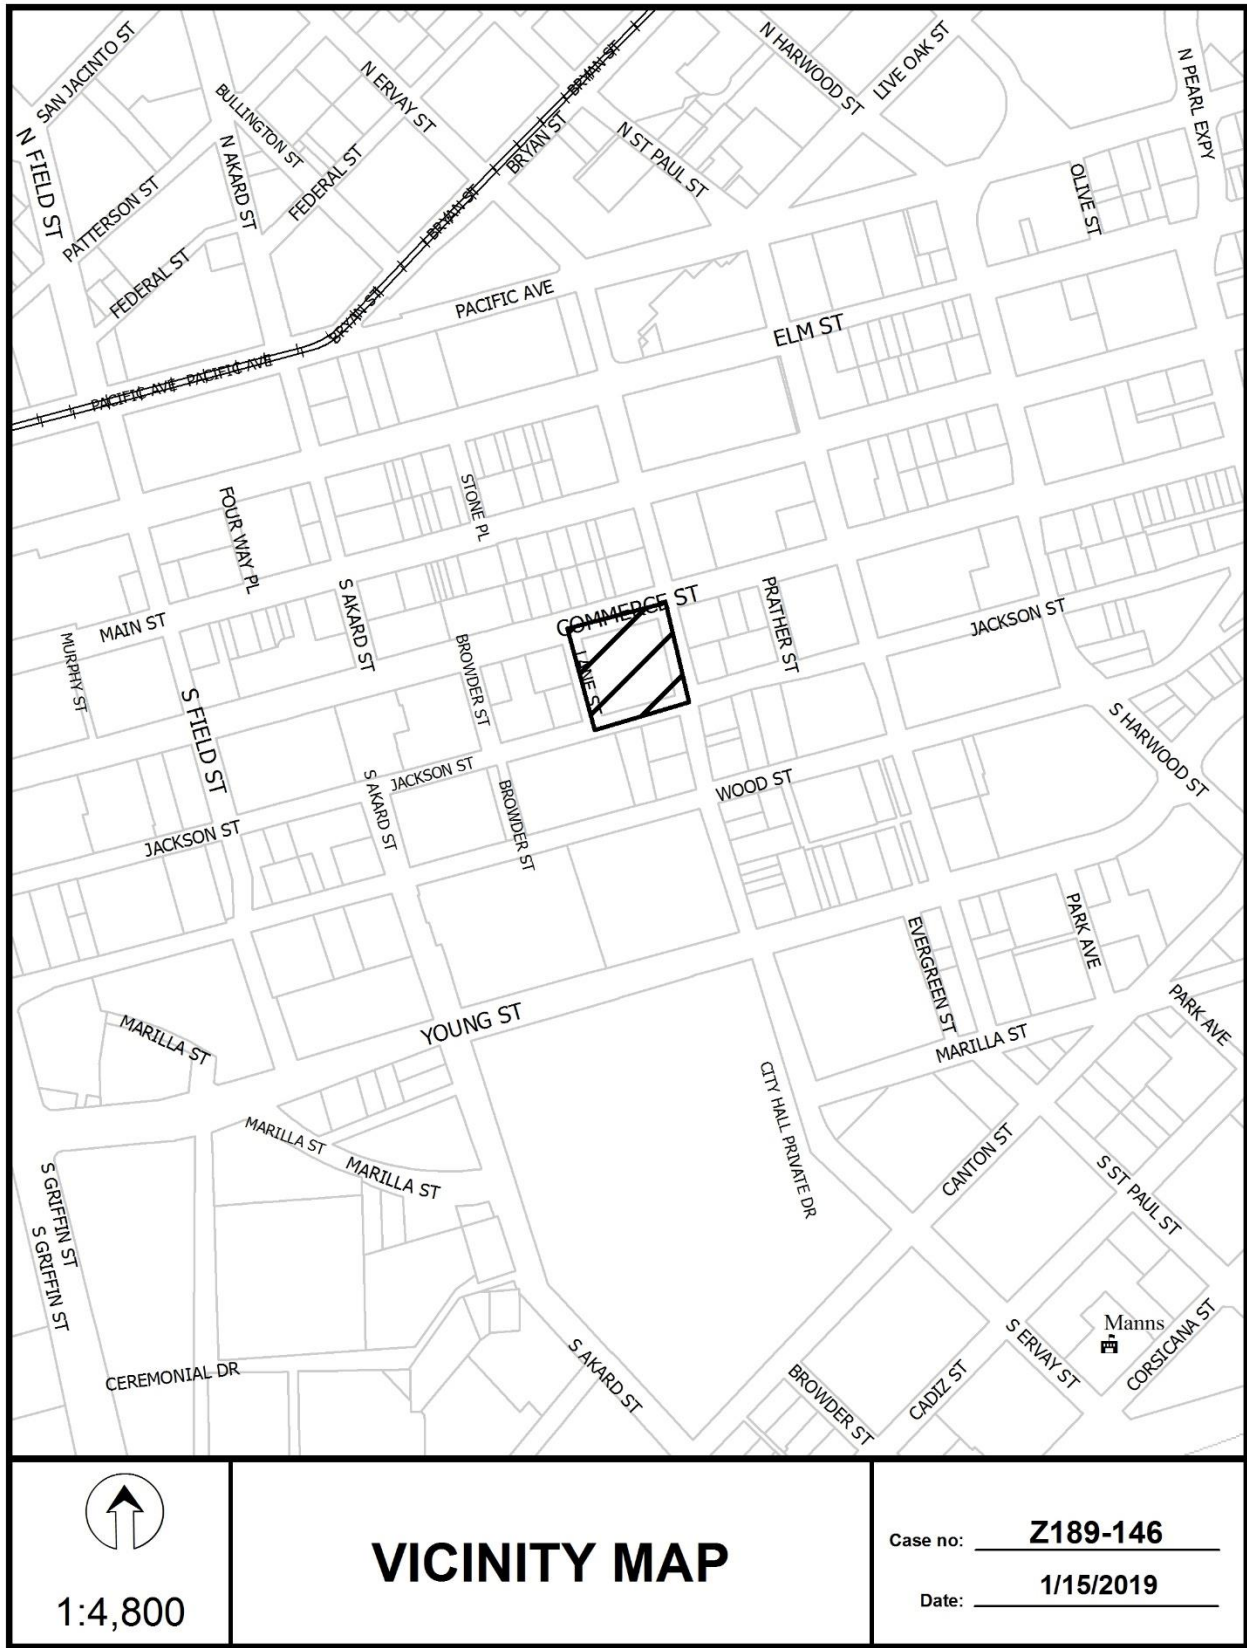 SAN JACINTO ST
N HARWOOD ST
LIVE OAK ST
BRYAN ST
N ERVAY ST
BULLINGTON ST
N PEARL EXPY
N FIELD ST
N AKARD ST
BRYAN ST
N ST PAUL ST
FEDERAL ST
OLIVE ST
PATTERSON ST
BRYAN ST
FEDERAL ST
PACIFIC AVE
BRYAN ST
ELM ST
PACIFIC AVE
PACIFIC AVE
STONE PL
FOUR WAY PL
COMMERCE ST
PRATHER ST
S AKARD ST
JACKSON ST
MAIN ST
MURPHY ST
BROWDER ST
LANE ST
S FIELD ST
S HARWOOD ST
JACKSON ST
WOOD ST
S AKARD ST
BROWDER ST
JACKSON ST
PARK AVE
EVERGREEN ST
PARK AVE
YOUNG ST
MARILLA ST
MARILLA ST
CITY HALL PRIVATE DR
MARILLA ST
CANTON ST
MARILLA ST
S ST PAUL ST
S GRIFFIN ST
S GRIFFIN ST
Manns
S ERVAY ST
CORSICANA ST
CEREMONIAL DR
S AKARD ST
BROWDER ST
CADIZ ST
1:4,800
VICINITY MAP
Case no: Z189-146
Date: 1/15/2019